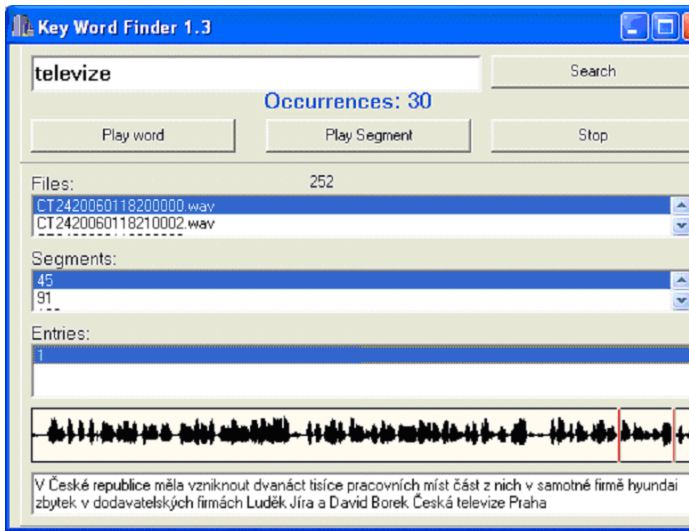 Key Word Finder 1.3
televize
Search
Occurrences: 30
Play word
Play Segment
Stop
Files:
252
CT2420060118200000.wav
CT2420060118210002.wav
Segments:
45
91
Entries:
1
V České republice měla vzniknout dvanáct tisíce pracovních míst část z nich v samotné firmě hyundai
zbytek v dodavatelských firmách Luděk Jíra a David Borek Česká televize Praha